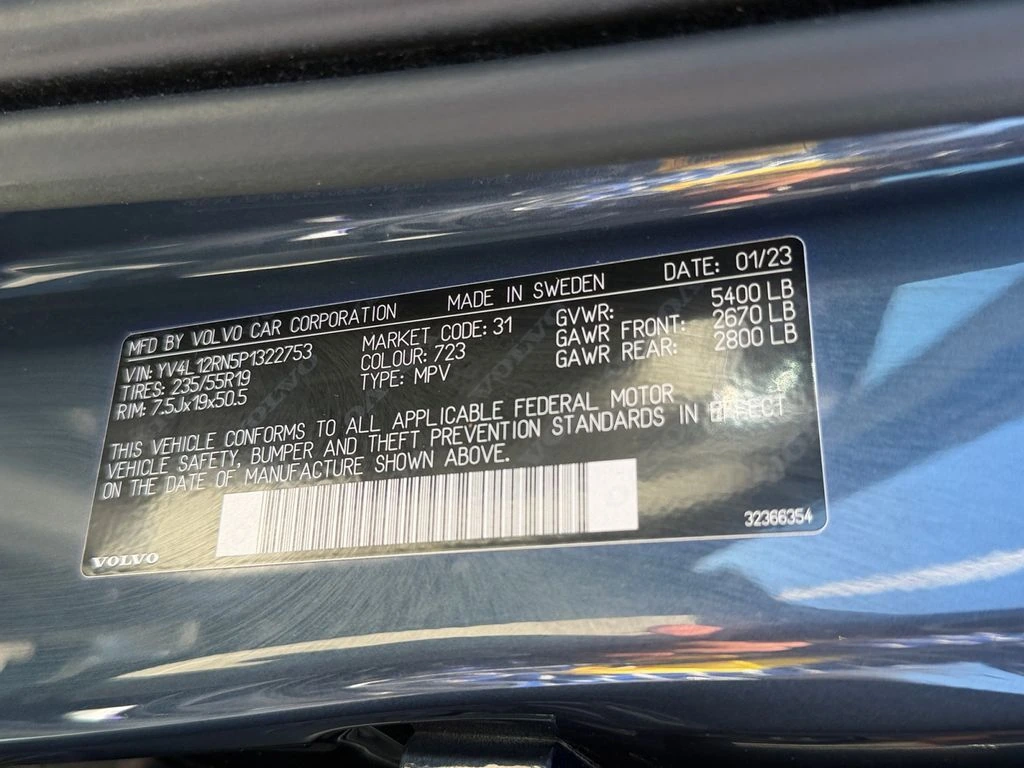 MFD BY VOLVO CAR CORPORATION MADE IN SWEDEN DATE: 01/23
VIN: YV4L12RN5P1322753 MARKET CODE: 31 GVWR: 5400 LB
TIRES: 235/55R19 COLOUR: 723 GAWR FRONT: 2670 LB
RIM: 7.5Jx19x50.5 TYPE: MPV GAWR REAR: 2800 LB
THIS VEHICLE CONFORMS TO ALL APPLICABLE FEDERAL MOTOR
VEHICLE SAFETY, BUMPER AND THEFT PREVENTION STANDARDS IN EFFECT
ON THE DATE OF MANUFACTURE SHOWN ABOVE.
32366354
VOLVO